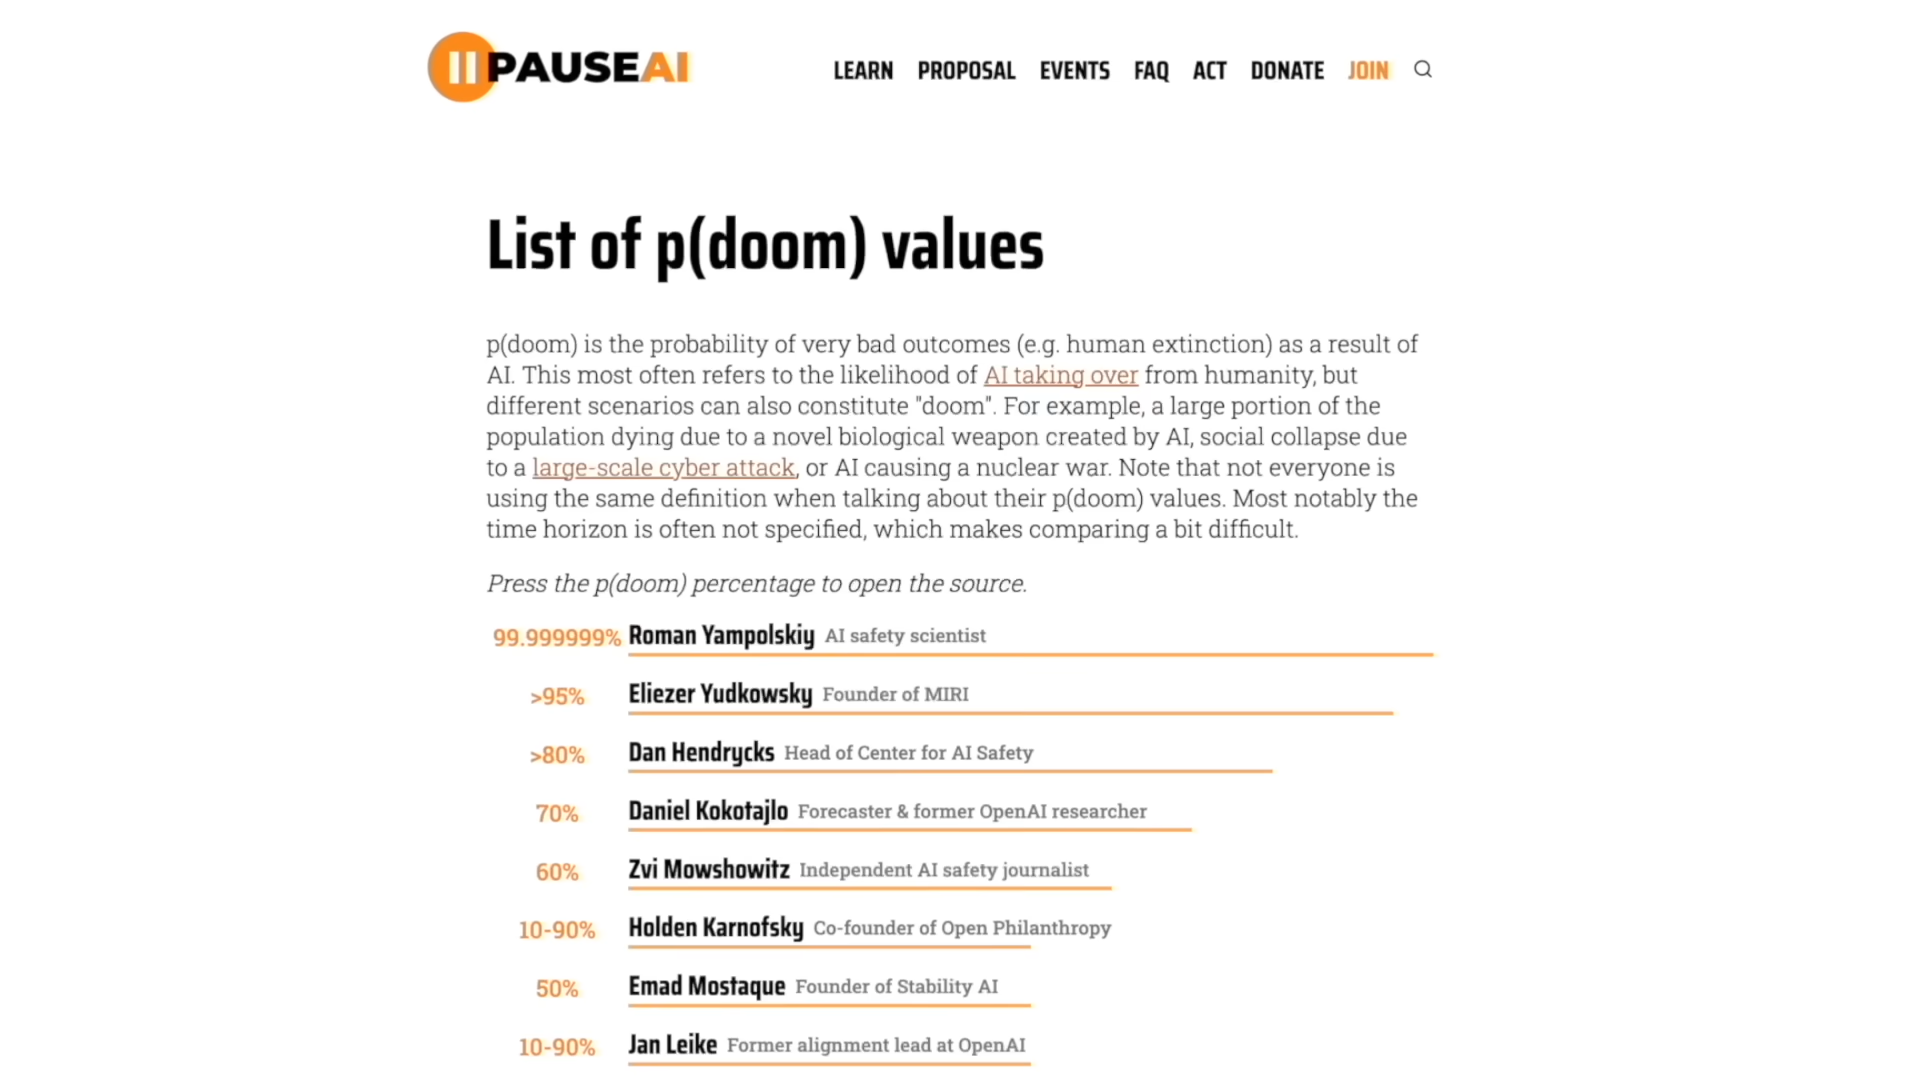 PAUSEAI
LEARN PROPOSAL EVENTS FAQ ACT DONATE JOIN
List of p(doom) values
p(doom) is the probability of very bad outcomes (e.g. human extinction) as a result of
AI. This most often refers to the likelihood of AI taking over from humanity, but
different scenarios can also constitute "doom". For example, a large portion of the
population dying due to a novel biological weapon created by AI, social collapse due
to a large-scale cyber attack, or AI causing a nuclear war. Note that not everyone is
using the same definition when talking about their p(doom) values. Most notably the
time horizon is often not specified, which makes comparing a bit difficult.
Press the p(doom) percentage to open the source.
99.999999% Roman Yampolskiy AI safety scientist
>95% Eliezer Yudkowsky Founder of MIRI
>80% Dan Hendrycks Head of Center for AI Safety
70% Daniel Kokotajlo Forecaster & former OpenAI researcher
60% Zvi Mowshowitz Independent AI safety journalist
10-90% Holden Karnofsky Co-founder of Open Philanthropy
50% Emad Mostaque Founder of Stability AI
10-90% Jan Leike Former alignment lead at OpenAI